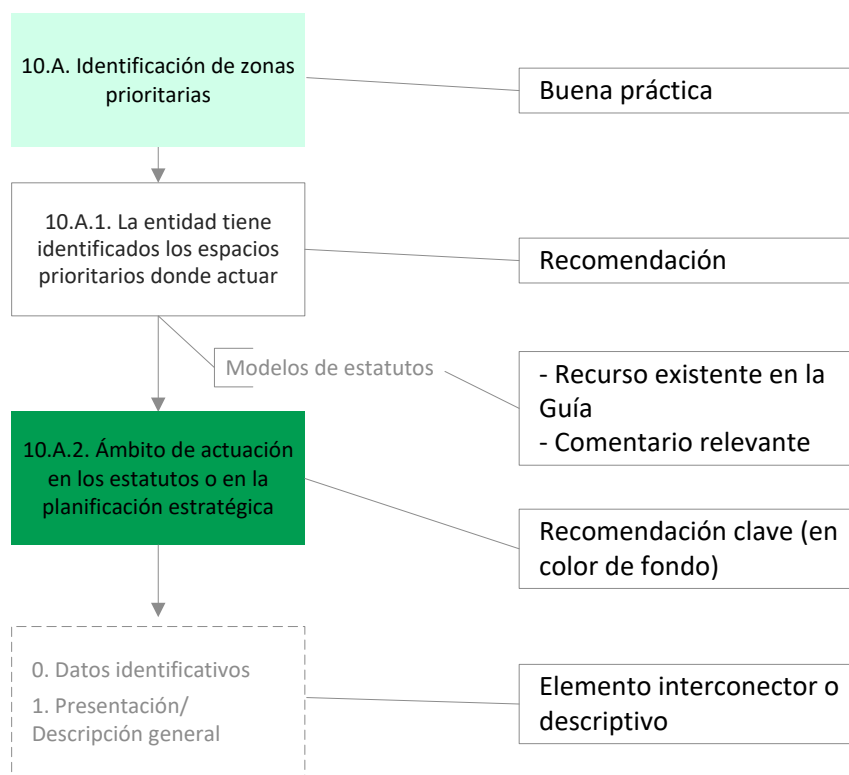 10.A. Identificación de zonas
prioritarias
Buena práctica
10.A.1. La entidad tiene
identificados los espacios
prioritarios donde actuar
Recomendación
Modelos de estatutos
- Recurso existente en la
Guía
- Comentario relevante
10.A.2. Ámbito de actuación
en los estatutos o en la
planificación estratégica
Recomendación clave (en
color de fondo)
0. Datos identificativos
1. Presentación/
Descripción general
Elemento interconector o
descriptivo